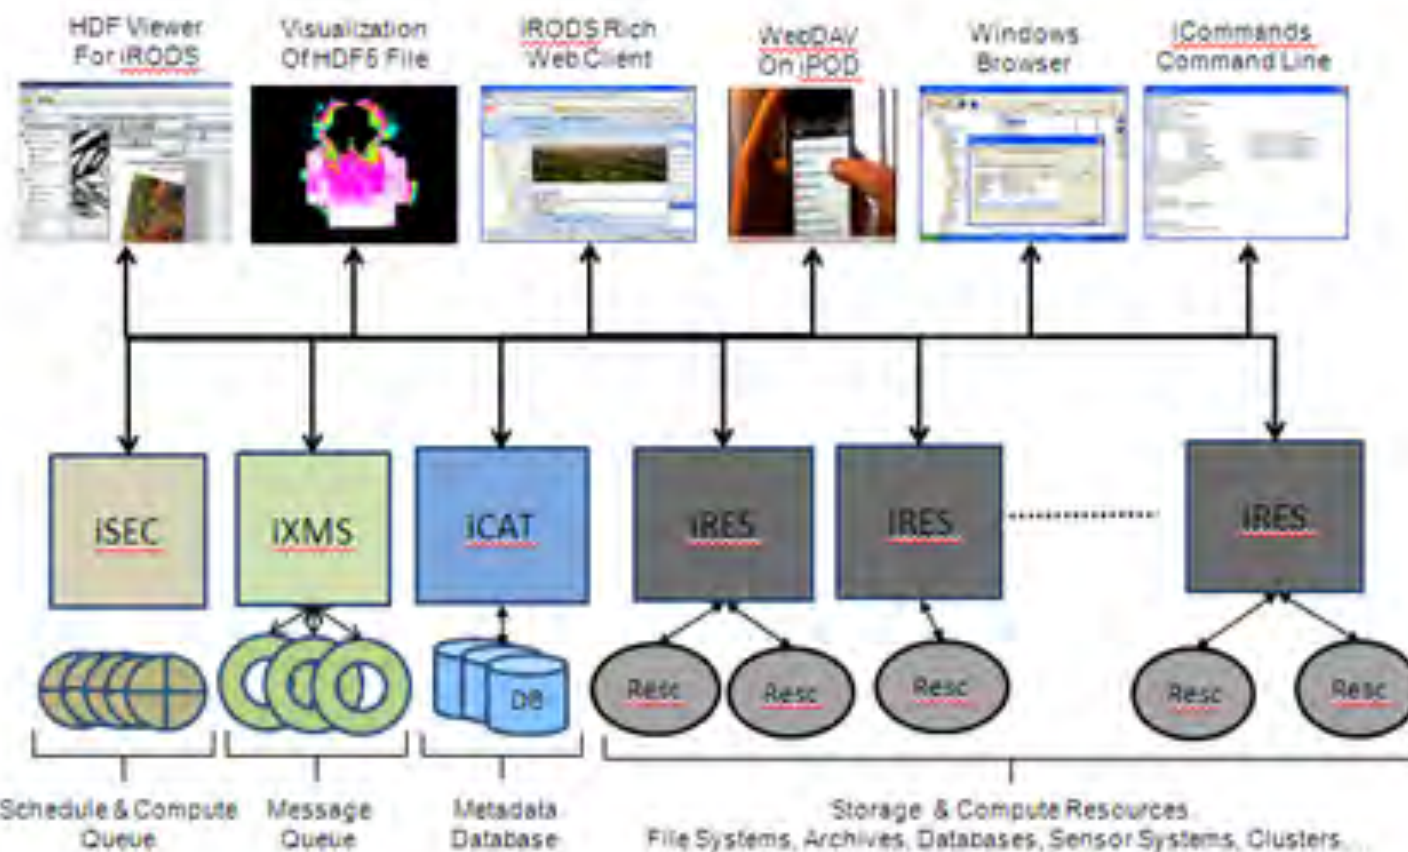 HDF Viewer
For iRODS
Visualization
Of HDF5 File
iRODS Rich
Web Client
WebDAV
On iPOD
Windows
Browser
iCommands
Command Line
iSEC
iXMS
iCAT
iRES
iRES
iRES
DB
Resc
Resc
Resc
Resc
Resc
Schedule & Compute
Queue
Message
Queue
Metadada
Database
Storage & Compute Resources
File Systems, Archives, Databases, Sensor Systems, Clusters, ...